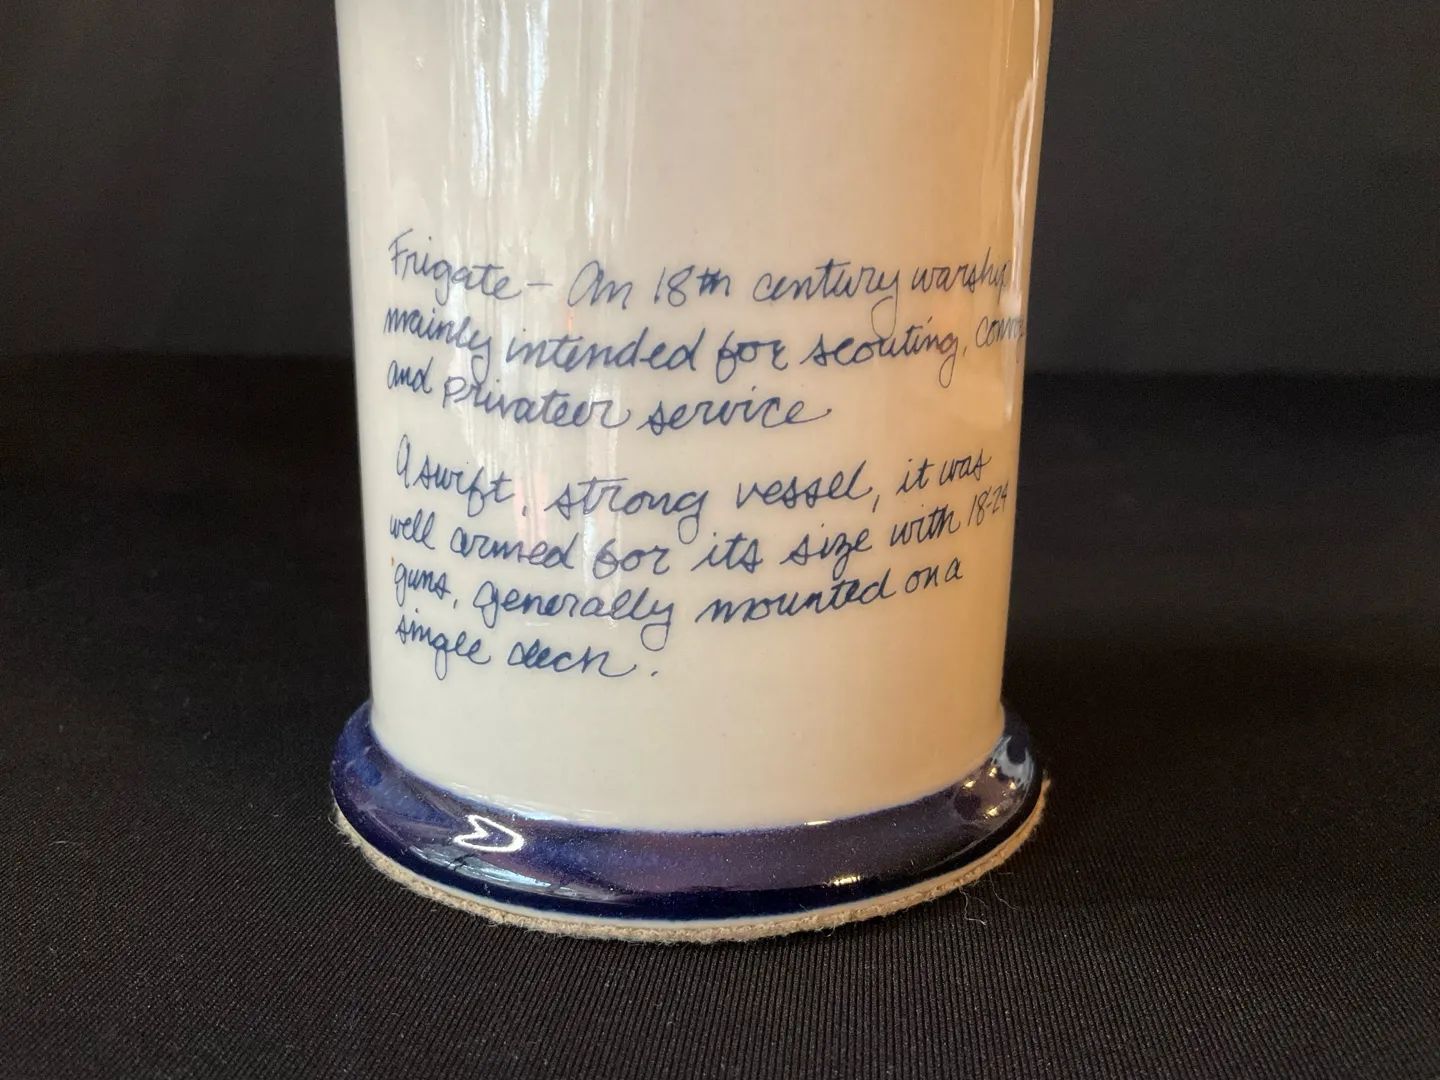 Frigate - An 18th century warship
mainly intended for scouting, convoy
and privateer service
A swift, strong vessel, it was
well armed for its size with 18-24
guns, generally mounted on a
single deck.